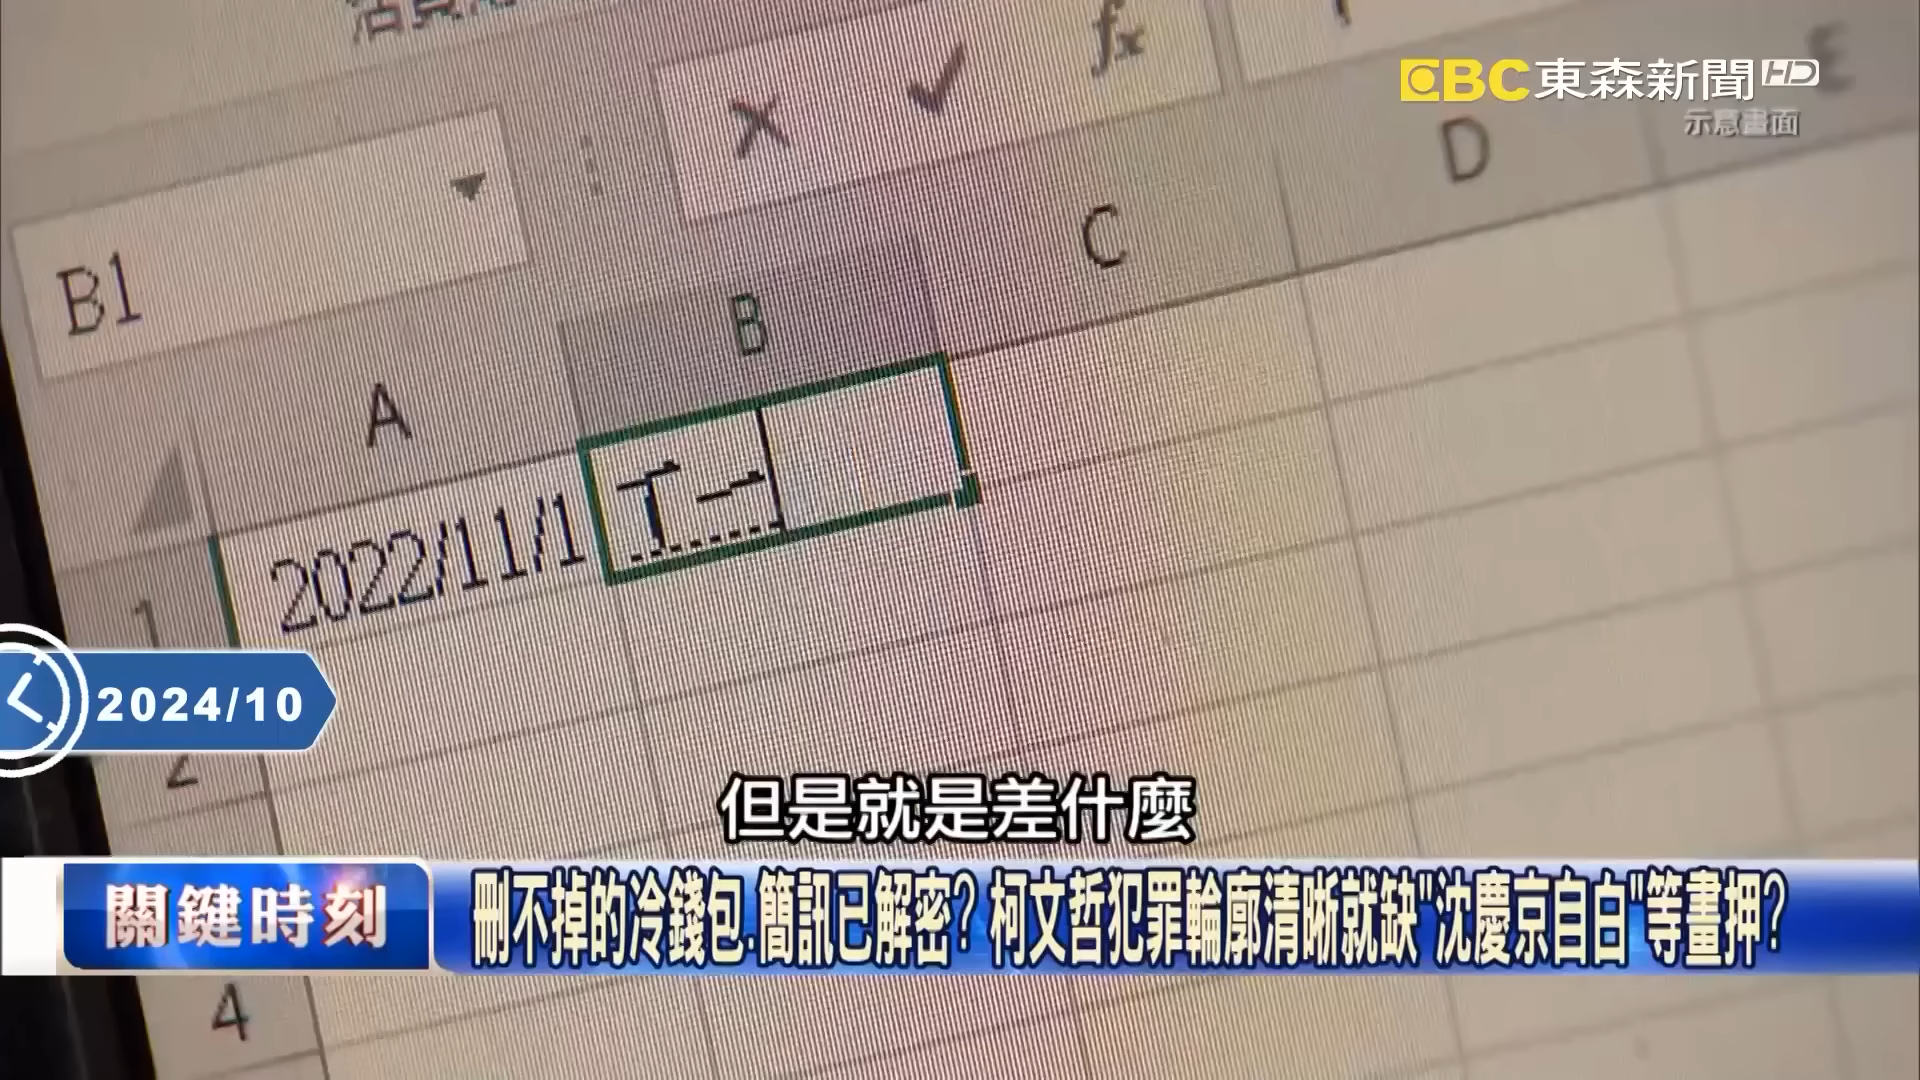 fx
EBC東森新聞HD
示意畫面
B1
A
B
C
D
E
1
2022/11/1
ㄒㄧ
2024/10
2
但是就是差什麼
關鍵時刻
刪不掉的冷錢包.簡訊已解密?柯文哲犯罪輪廓清晰就缺"沈慶京自白"等畫押?
4